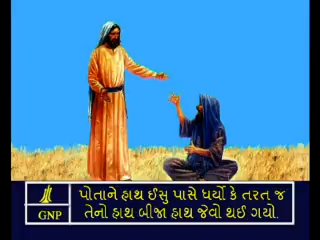 પોતાને હાથ ઈસુ પાસે ધર્યો કે તરત જ
તેનો હાથ બીજા હાથ જેવો થઈ ગયો.
GNP